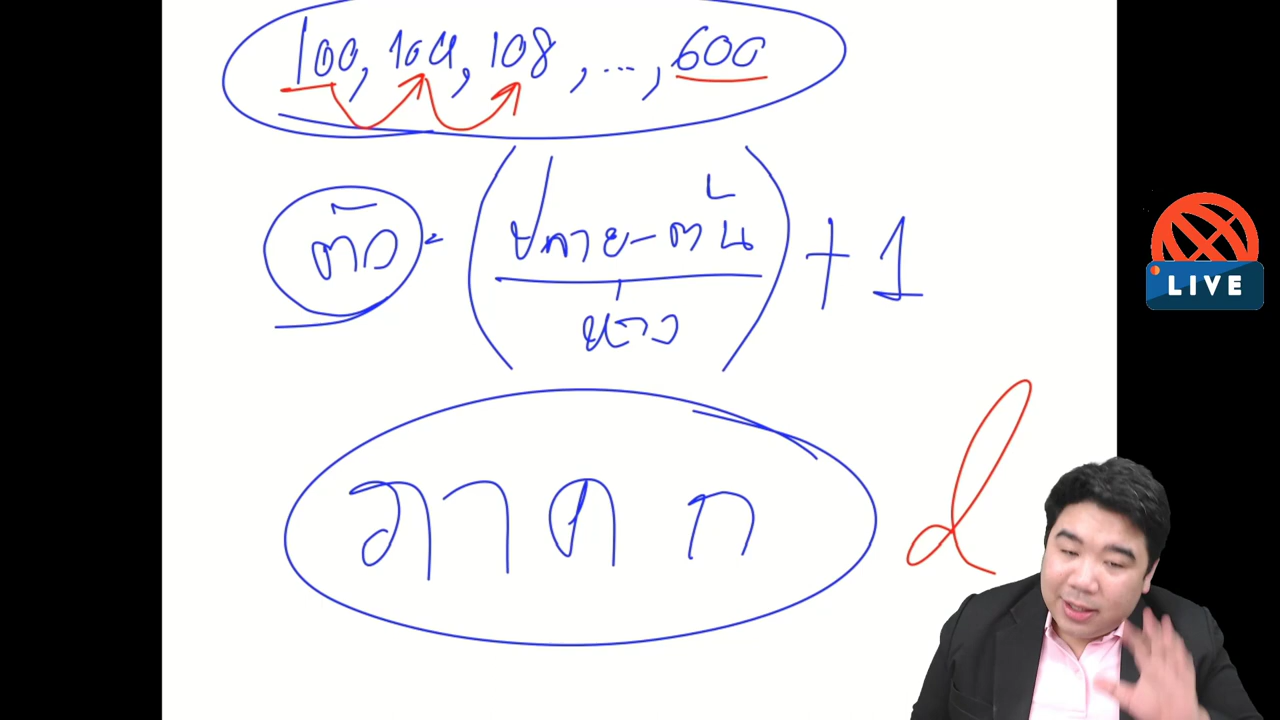 100, 104, 108, ..., 600
ตัว = (ปลาย - ต้น / ห่าง) + 1
LIVE
ภาค ก
d